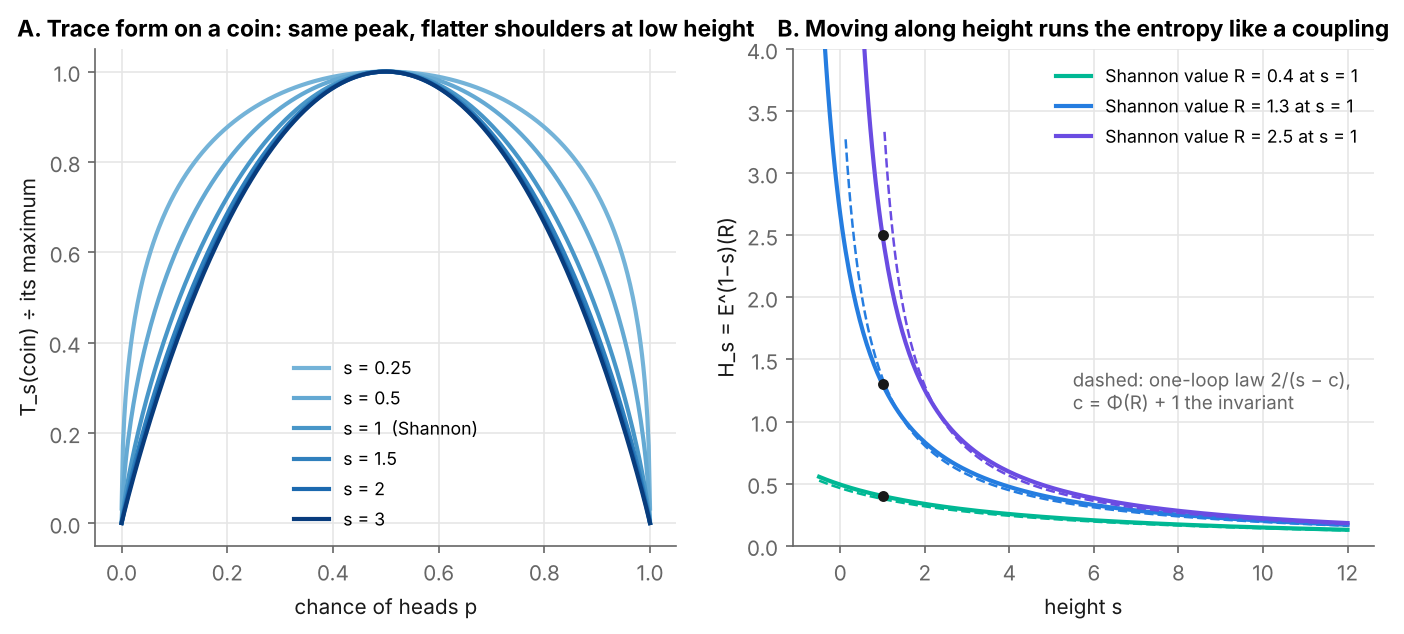 A. Trace form on a coin: same peak, flatter shoulders at low height
T_s(coin) ÷ its maximum
1.0
0.8
0.6
0.4
0.2
0.0
s = 0.25
s = 0.5
s = 1 (Shannon)
s = 1.5
s = 2
s = 3
0.0 0.2 0.4 0.6 0.8 1.0
chance of heads p
B. Moving along height runs the entropy like a coupling
H_s = E^(1−s)(R)
4.0
3.5
3.0
2.5
2.0
1.5
1.0
0.5
0.0
Shannon value R = 0.4 at s = 1
Shannon value R = 1.3 at s = 1
Shannon value R = 2.5 at s = 1
dashed: one-loop law 2/(s − c),
c = Φ(R) + 1 the invariant
0 2 4 6 8 10 12
height s